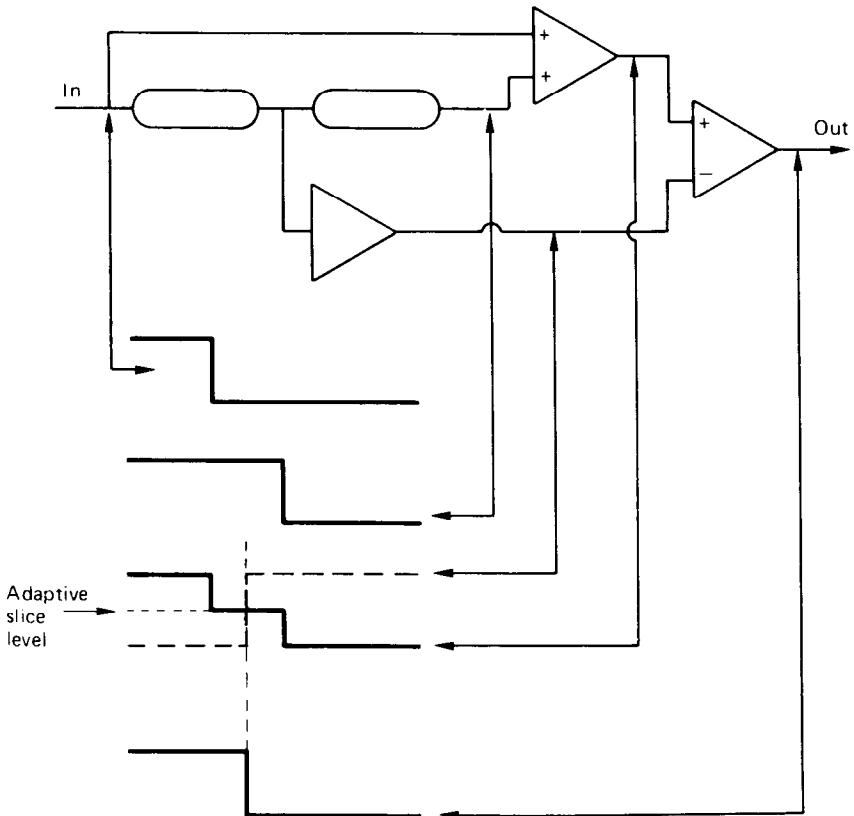 +
In
+
+
Out
−
Adaptive
slice
level